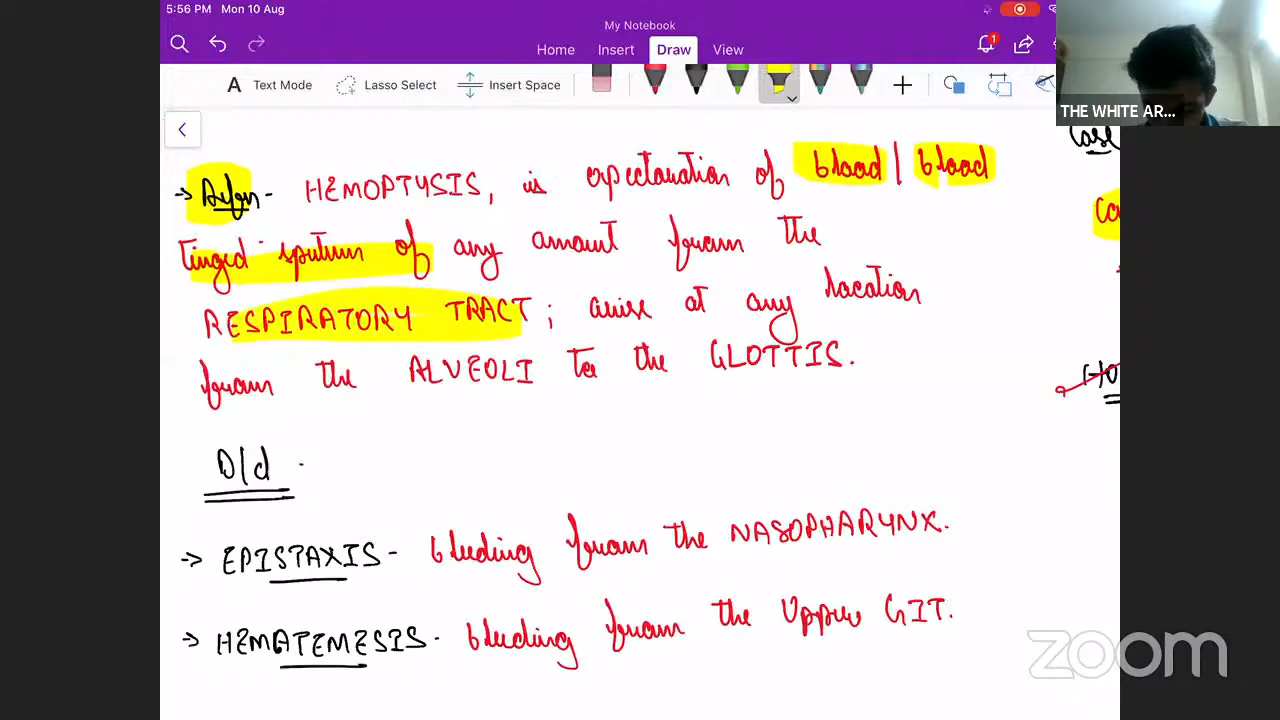 5:56 PM Mon 10 Aug
My Notebook
Home Insert Draw View
1
A Text Mode Lasso Select Insert Space
THE WHITE AR...
Case
→ Defn- HEMOPTYSIS, is expectoration of blood / blood
tinged sputum of any amount from the
RESPIRATORY TRACT; arise at any location
from the ALVEOLI to the GLOTTIS.
D/d -
→ EPISTAXIS- bleeding from the NASOPHARYNX.
→ HEMATEMESIS- bleeding from the Upper GIT.
zoom